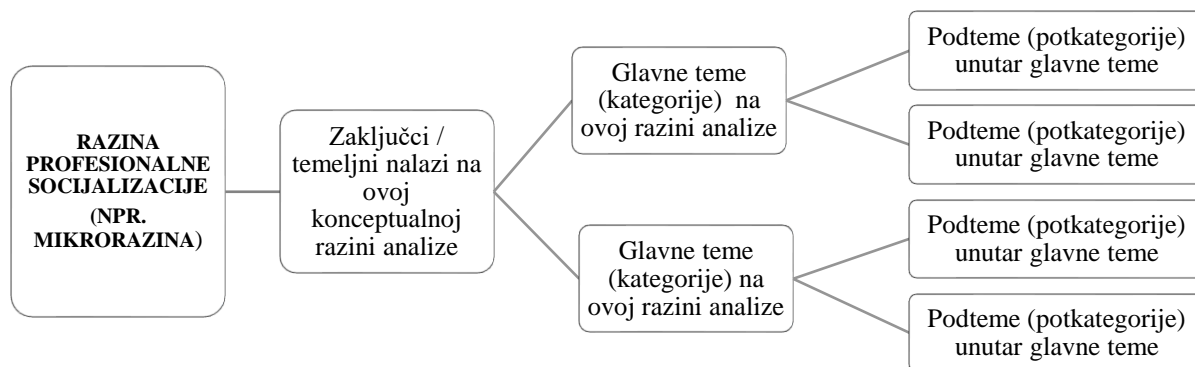 RAZINA
PROFESIONALNE
SOCIJALIZACIJE
(NPR.
MIKRORAZINA)
Zaključci /
temeljni nalazi na
ovoj
konceptualnoj
razini analize
Glavne teme
(kategorije) na
ovoj razini analize
Podteme (potkategorije)
unutar glavne teme
Podteme (potkategorije)
unutar glavne teme
Glavne teme
(kategorije) na
ovoj razini analize
Podteme (potkategorije)
unutar glavne teme
Podteme (potkategorije)
unutar glavne teme